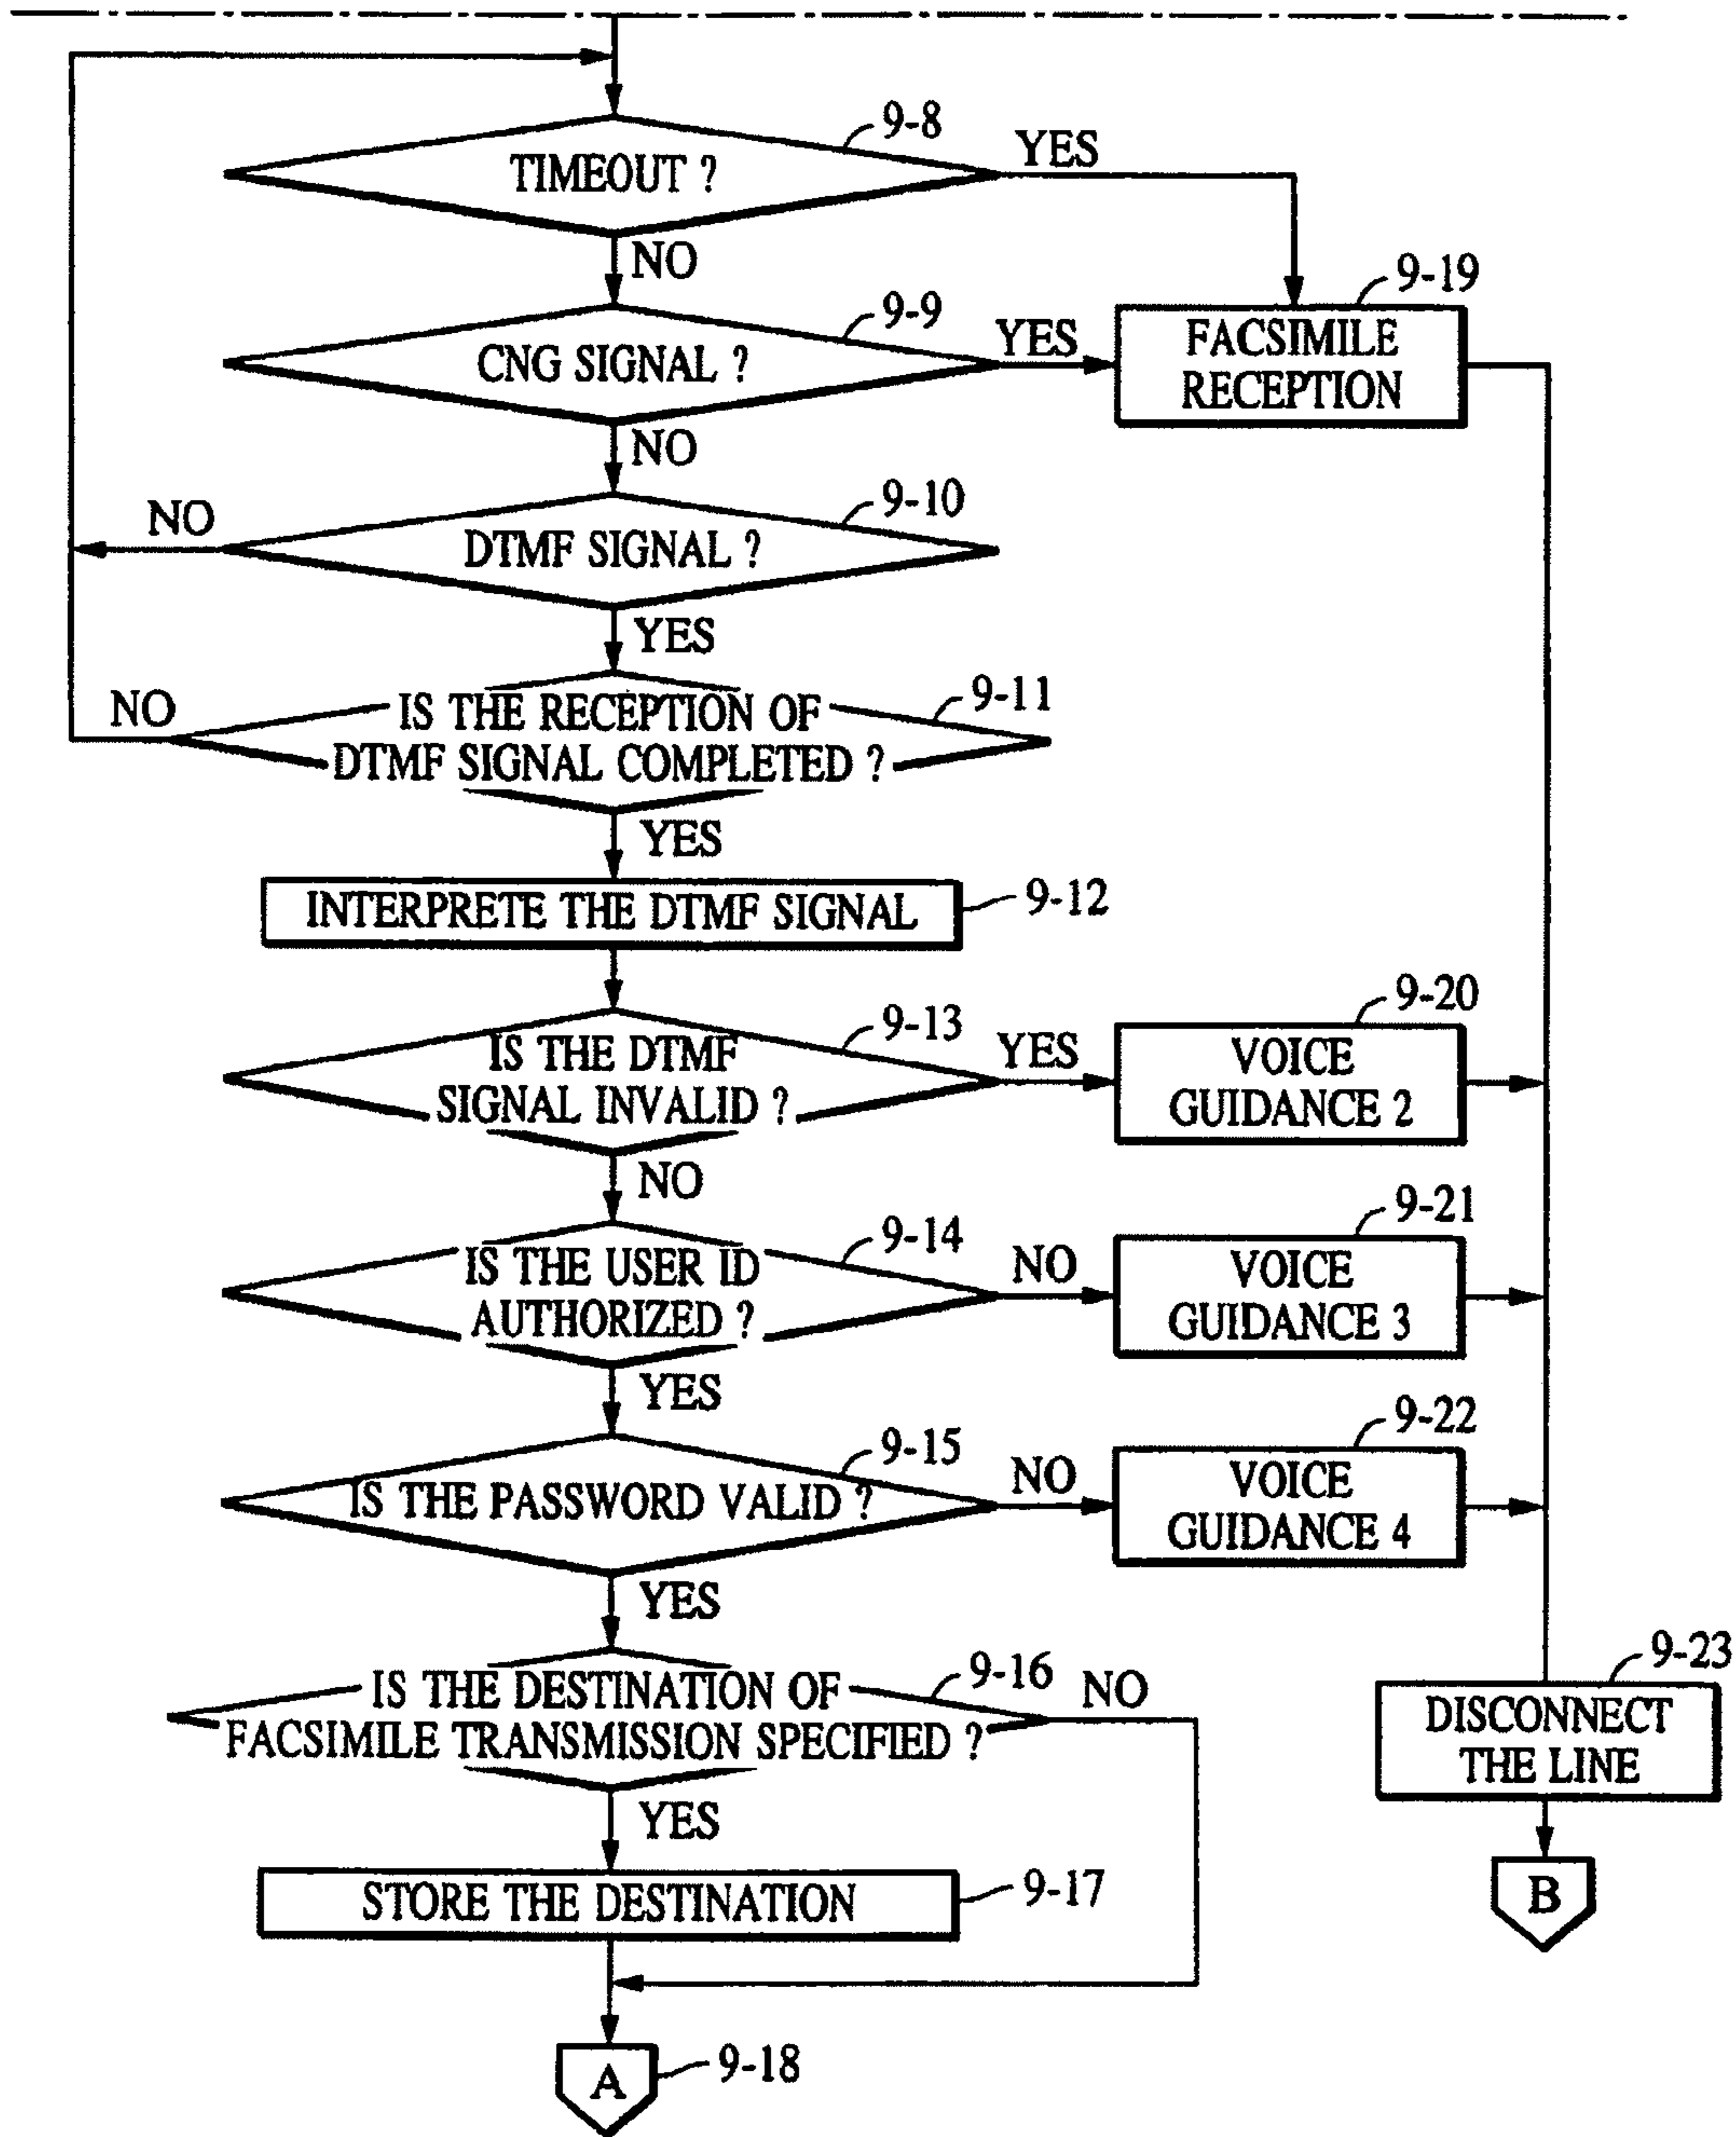 9-8
TIMEOUT ?
YES
NO
9-19
FACSIMILE
RECEPTION
9-9
CNG SIGNAL ?
YES
NO
9-10
DTMF SIGNAL ?
NO
YES
9-11
IS THE RECEPTION OF
DTMF SIGNAL COMPLETED ?
NO
YES
INTERPRETE THE DTMF SIGNAL
9-12
9-13
IS THE DTMF
SIGNAL INVALID ?
YES
9-20
VOICE
GUIDANCE 2
NO
9-14
IS THE USER ID
AUTHORIZED ?
NO
9-21
VOICE
GUIDANCE 3
YES
9-15
IS THE PASSWORD VALID ?
NO
9-22
VOICE
GUIDANCE 4
YES
9-16
IS THE DESTINATION OF
FACSIMILE TRANSMISSION SPECIFIED ?
NO
9-23
DISCONNECT
THE LINE
YES
STORE THE DESTINATION
9-17
B
A
9-18